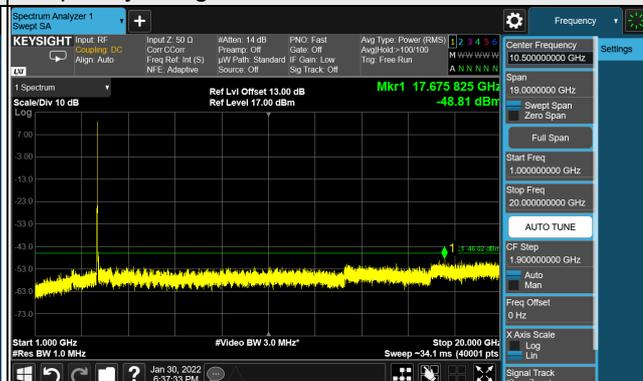 Spectrum Analyzer 1
Swept SA
Frequency
KEYSIGHT
Input: RF
Coupling: DC
Align: Auto
Input Z: 50 Ω
Corr CCorr
Freq Ref: Int (S)
NFE: Adaptive
#Atten: 14 dB
Preamp: Off
µW Path: Standard
Source: Off
PNO: Fast
Gate: Off
IF Gain: Low
Sig Track: Off
Avg Type: Power (RMS)
Avg|Hold:>100/100
Trig: Free Run
1 2 3 4 5 6
M W W W W W
A N N N N N
LXI
1 Spectrum
Scale/Div 10 dB
Log
Ref Lvl Offset 13.00 dB
Ref Level 17.00 dBm
Mkr1 17.675 825 GHz
-48.81 dBm
7.00
-3.00
-13.0
-23.0
-33.0
-43.0
-53.0
-63.0
-73.0
1
Start 1.000 GHz
#Res BW 1.0 MHz
#Video BW 3.0 MHz*
Stop 20.000 GHz
Sweep ~34.1 ms (40001 pts)
Jan 30, 2022
6:37:33 PM
Center Frequency
10.500000000 GHz
Settings
Span
19.0000000 GHz
Swept Span
Zero Span
Full Span
Start Freq
1.000000000 GHz
Stop Freq
20.000000000 GHz
AUTO TUNE
CF Step
1.900000000 GHz
Auto
Man
Freq Offset
0 Hz
X Axis Scale
Log
Lin
Signal Track